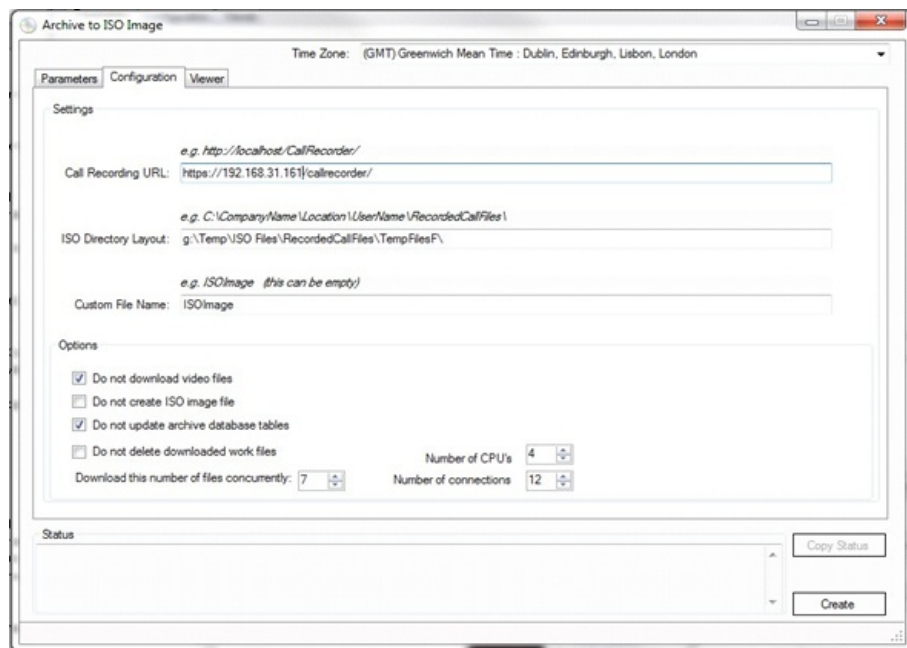 Archive to ISO Image
Time Zone: (GMT) Greenwich Mean Time : Dublin, Edinburgh, Lisbon, London
Parameters Configuration Viewer
Settings
e.g. http://localhost/CallRecorder/
Call Recording URL: https://192.168.31.161/callrecorder/
e.g. C:\CompanyName\Location\UserName\RecordedCallFiles\
ISO Directory Layout: g:\Temp\ISO Files\RecordedCallFiles\TempFilesF\
e.g. ISOImage (this can be empty)
Custom File Name: ISOImage
Options
Do not download video files
Do not create ISO image file
Do not update archive database tables
Do not delete downloaded work files
Number of CPU's 4
Download this number of files concurrently: 7 Number of connections 12
Status
Copy Status
Create